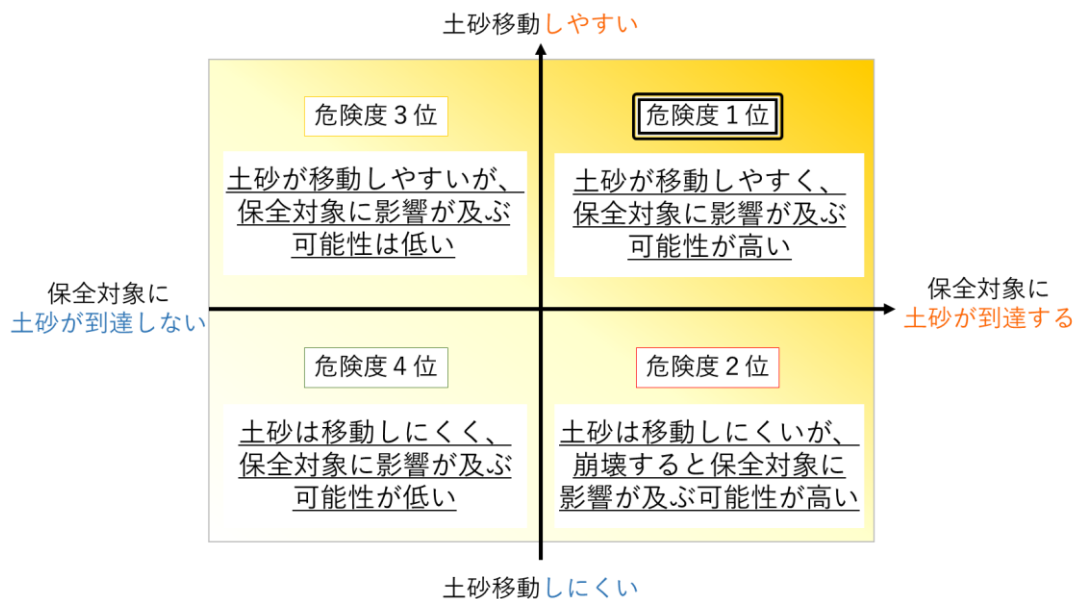 土砂移動しやすい
危険度３位
土砂が移動しやすいが、
保全対象に影響が及ぶ
可能性は低い
危険度１位
土砂が移動しやすく、
保全対象に影響が及ぶ
可能性が高い
保全対象に
土砂が到達しない
保全対象に
土砂が到達する
危険度４位
土砂は移動しにくく、
保全対象に影響が及ぶ
可能性が低い
危険度２位
土砂は移動しにくいが、
崩壊すると保全対象に
影響が及ぶ可能性が高い
土砂移動しにくい